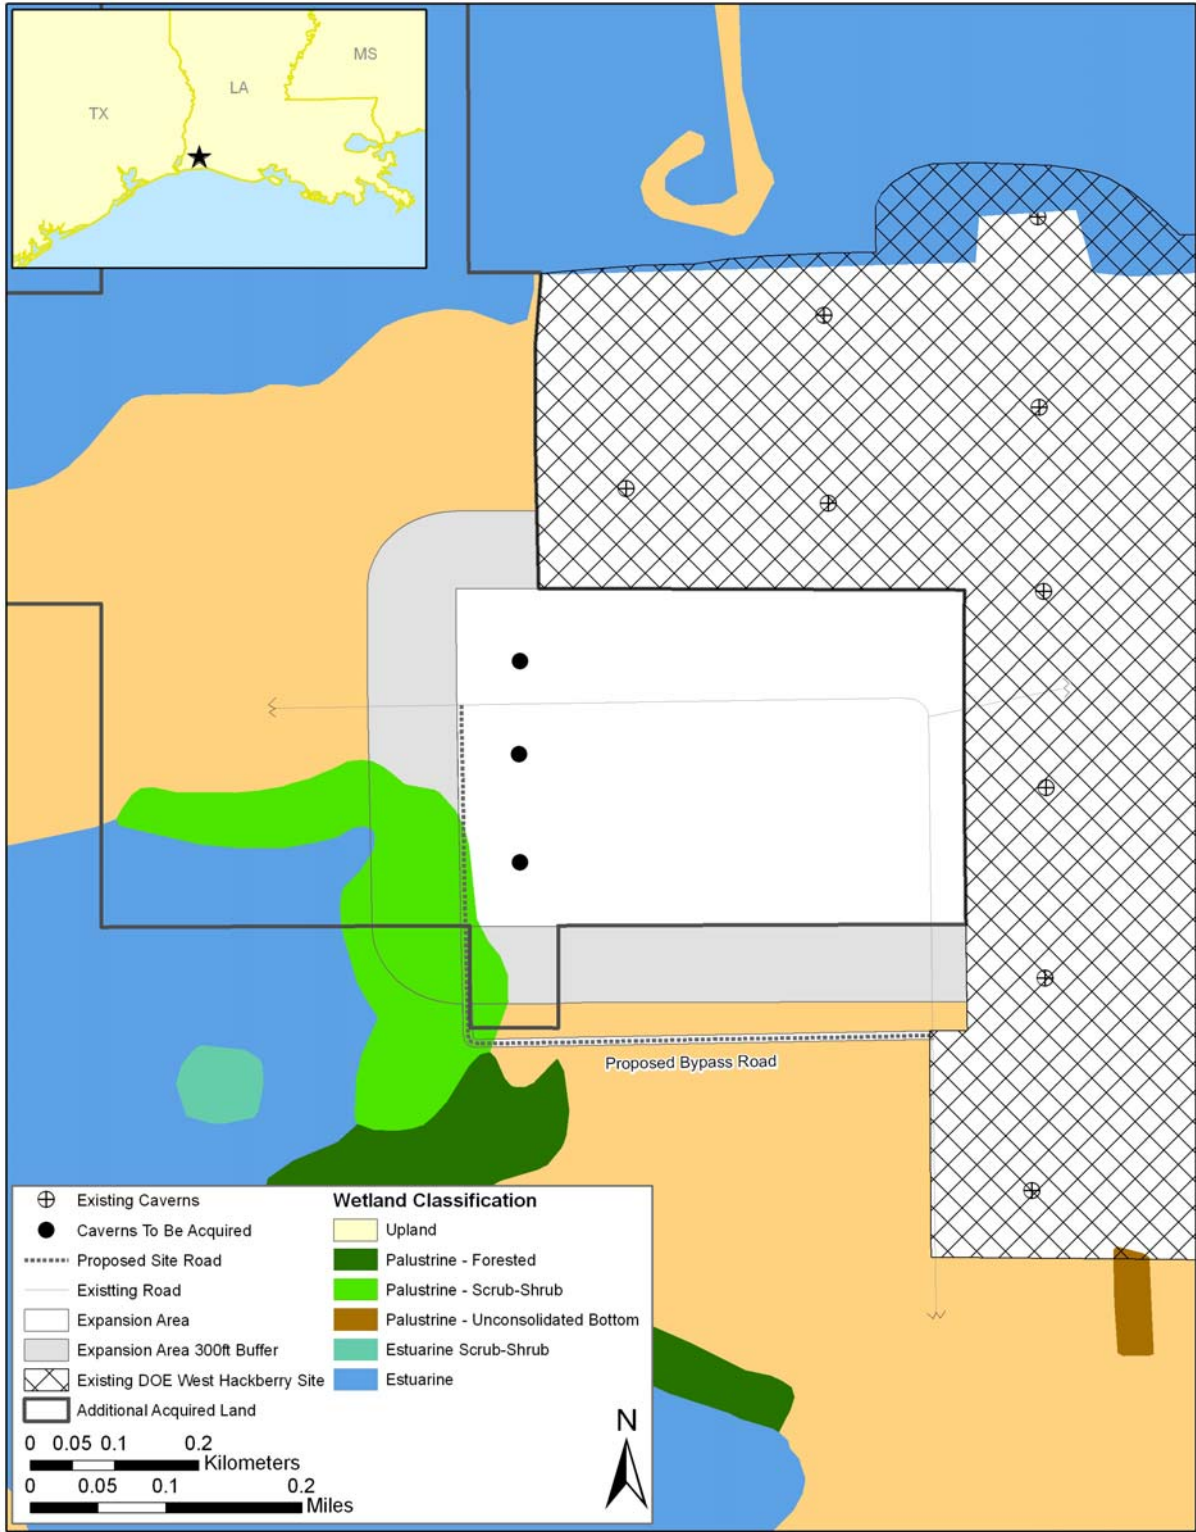 MS
LA
TX
Proposed Bypass Road
Existing Caverns
Caverns To Be Acquired
Proposed Site Road
Existting Road
Expansion Area
Expansion Area 300ft Buffer
Existing DOE West Hackberry Site
Additional Acquired Land
0 0.05 0.1 0.2
Kilometers
0 0.05 0.1 0.2
Miles
Wetland Classification
Upland
Palustrine - Forested
Palustrine - Scrub-Shrub
Palustrine - Unconsolidated Bottom
Estuarine Scrub-Shrub
Estuarine
N